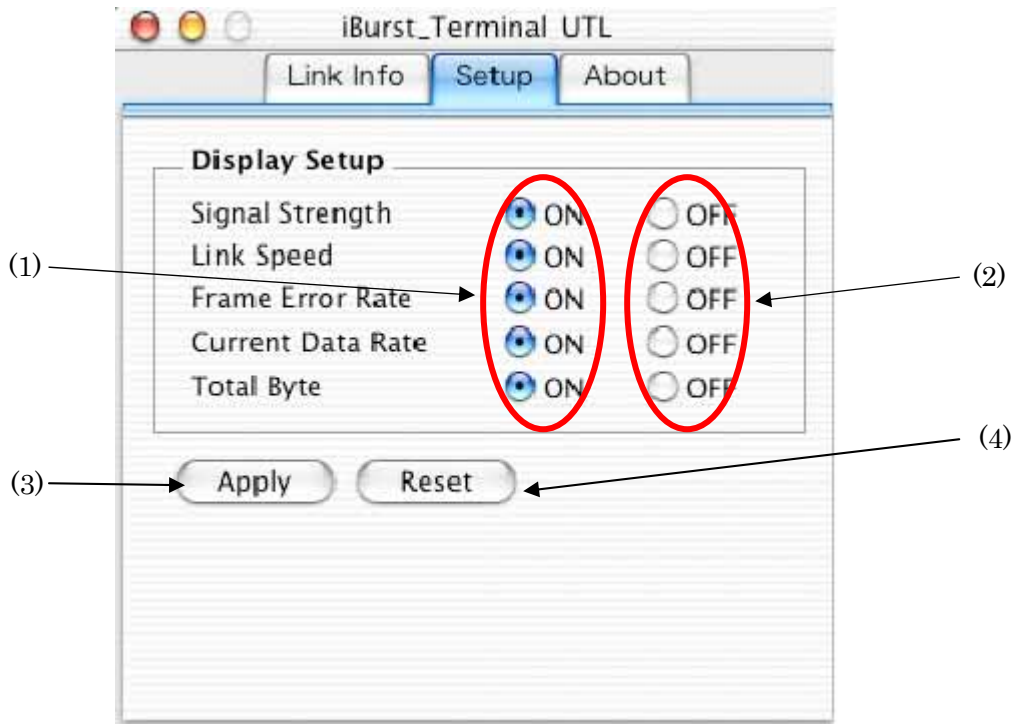 iBurst_Terminal UTL
Link Info Setup About
Display Setup
Signal Strength ON OFF
Link Speed ON OFF
(1)
Frame Error Rate ON OFF
(2)
Current Data Rate ON OFF
Total Byte ON OFF
(3) Apply Reset (4)